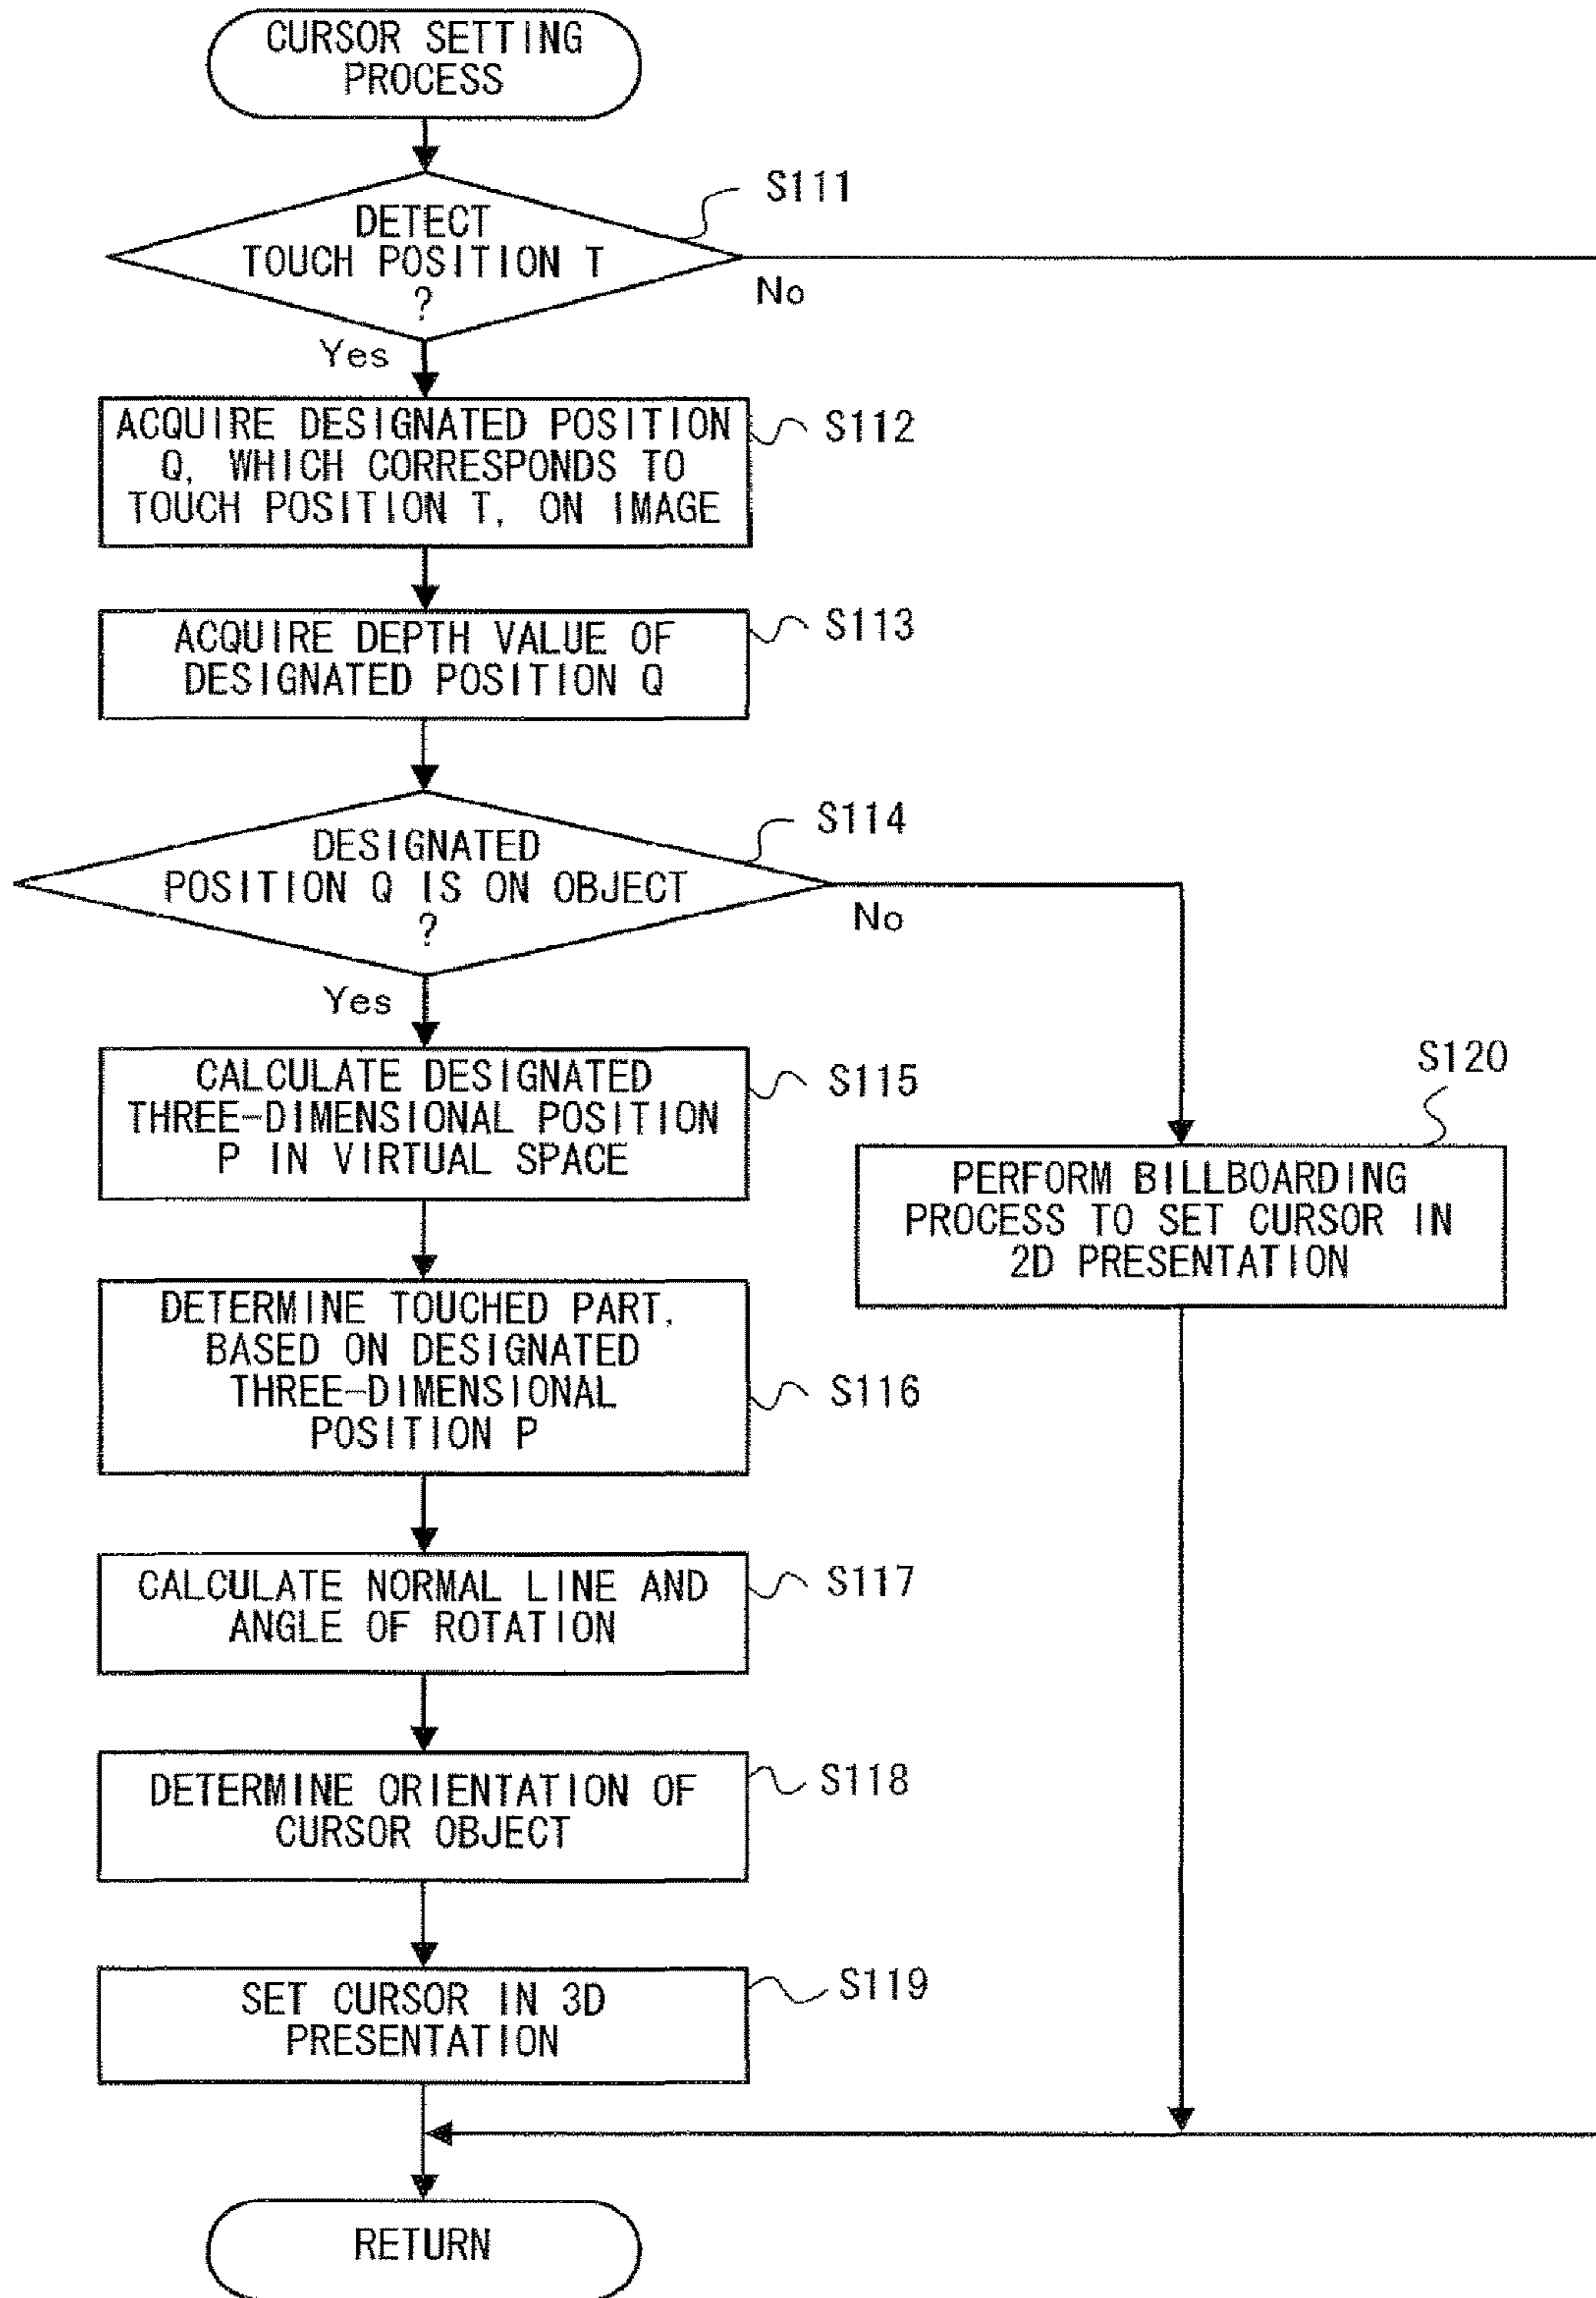 CURSOR SETTING
PROCESS
S111
DETECT
TOUCH POSITION T
?
No
Yes
ACQUIRE DESIGNATED POSITION
Q, WHICH CORRESPONDS TO
TOUCH POSITION T, ON IMAGE
S112
ACQUIRE DEPTH VALUE OF
DESIGNATED POSITION Q
S113
S114
DESIGNATED
POSITION Q IS ON OBJECT
?
No
Yes
CALCULATE DESIGNATED
THREE-DIMENSIONAL POSITION
P IN VIRTUAL SPACE
S115
S120
PERFORM BILLBOARDING
PROCESS TO SET CURSOR IN
2D PRESENTATION
DETERMINE TOUCHED PART,
BASED ON DESIGNATED
THREE-DIMENSIONAL
POSITION P
S116
CALCULATE NORMAL LINE AND
ANGLE OF ROTATION
S117
DETERMINE ORIENTATION OF
CURSOR OBJECT
S118
SET CURSOR IN 3D
PRESENTATION
S119
RETURN